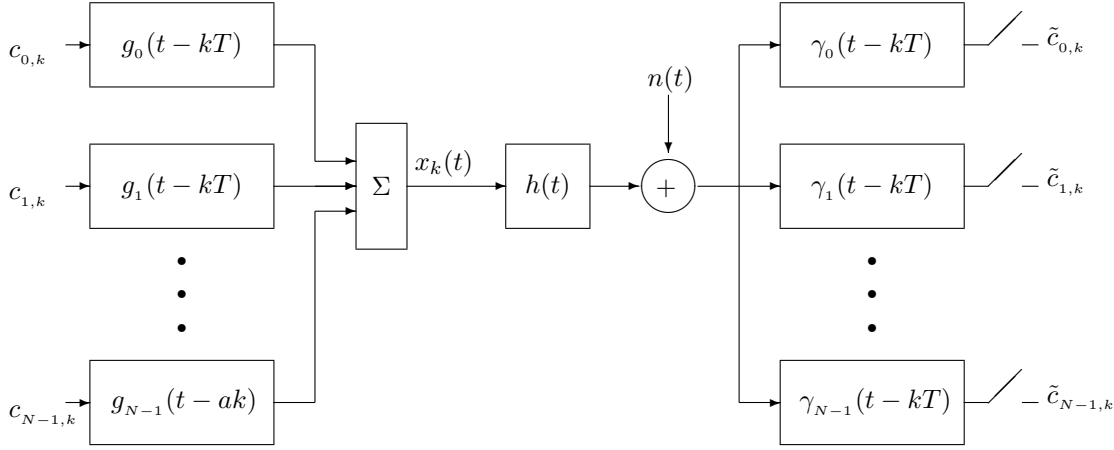 c_{0,k} g_0(t − kT) γ_0(t − kT) c̃_{0,k}
n(t)
c_{1,k} g_1(t − kT) Σ x_k(t) h(t) + γ_1(t − kT) c̃_{1,k}
c_{N−1,k} g_{N−1}(t − ak) γ_{N−1}(t − kT) c̃_{N−1,k}